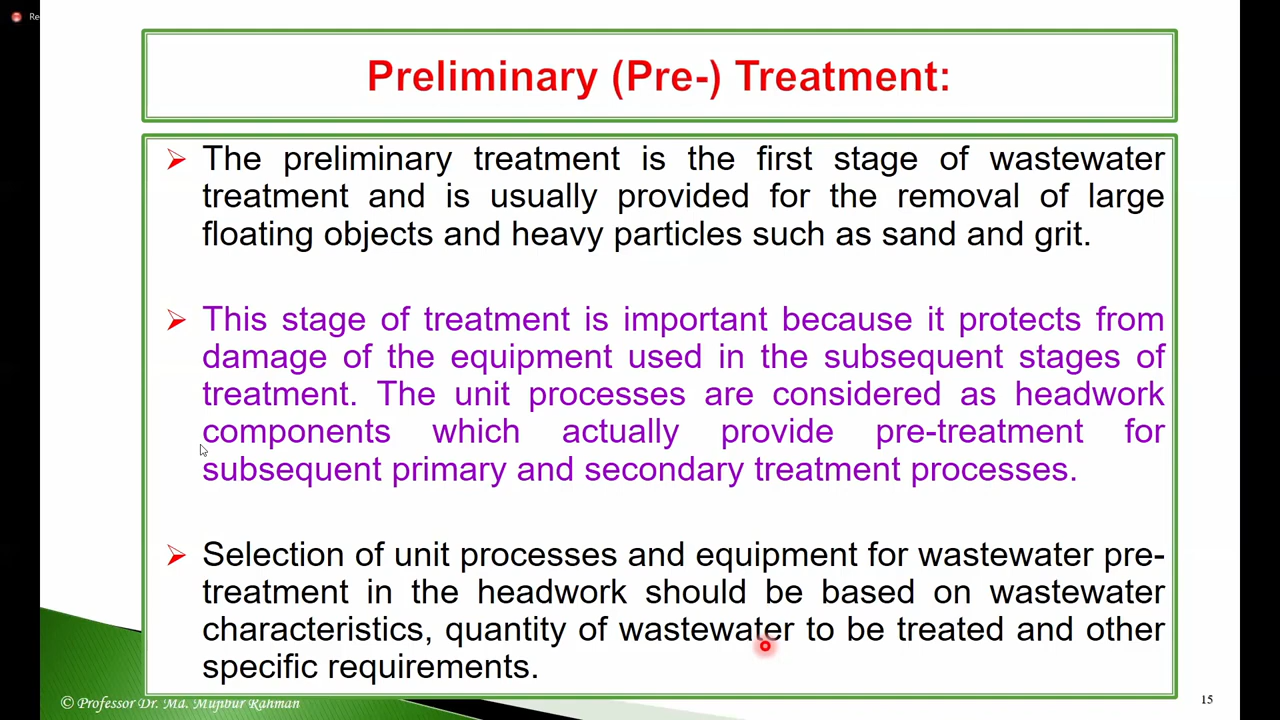 Re
Preliminary (Pre-) Treatment:
The preliminary treatment is the first stage of wastewater
treatment and is usually provided for the removal of large
floating objects and heavy particles such as sand and grit.
This stage of treatment is important because it protects from
damage of the equipment used in the subsequent stages of
treatment. The unit processes are considered as headwork
components which actually provide pre-treatment for
subsequent primary and secondary treatment processes.
Selection of unit processes and equipment for wastewater pre-
treatment in the headwork should be based on wastewater
characteristics, quantity of wastewater to be treated and other
specific requirements.
© Professor Dr. Md. Mujibur Rahman
15